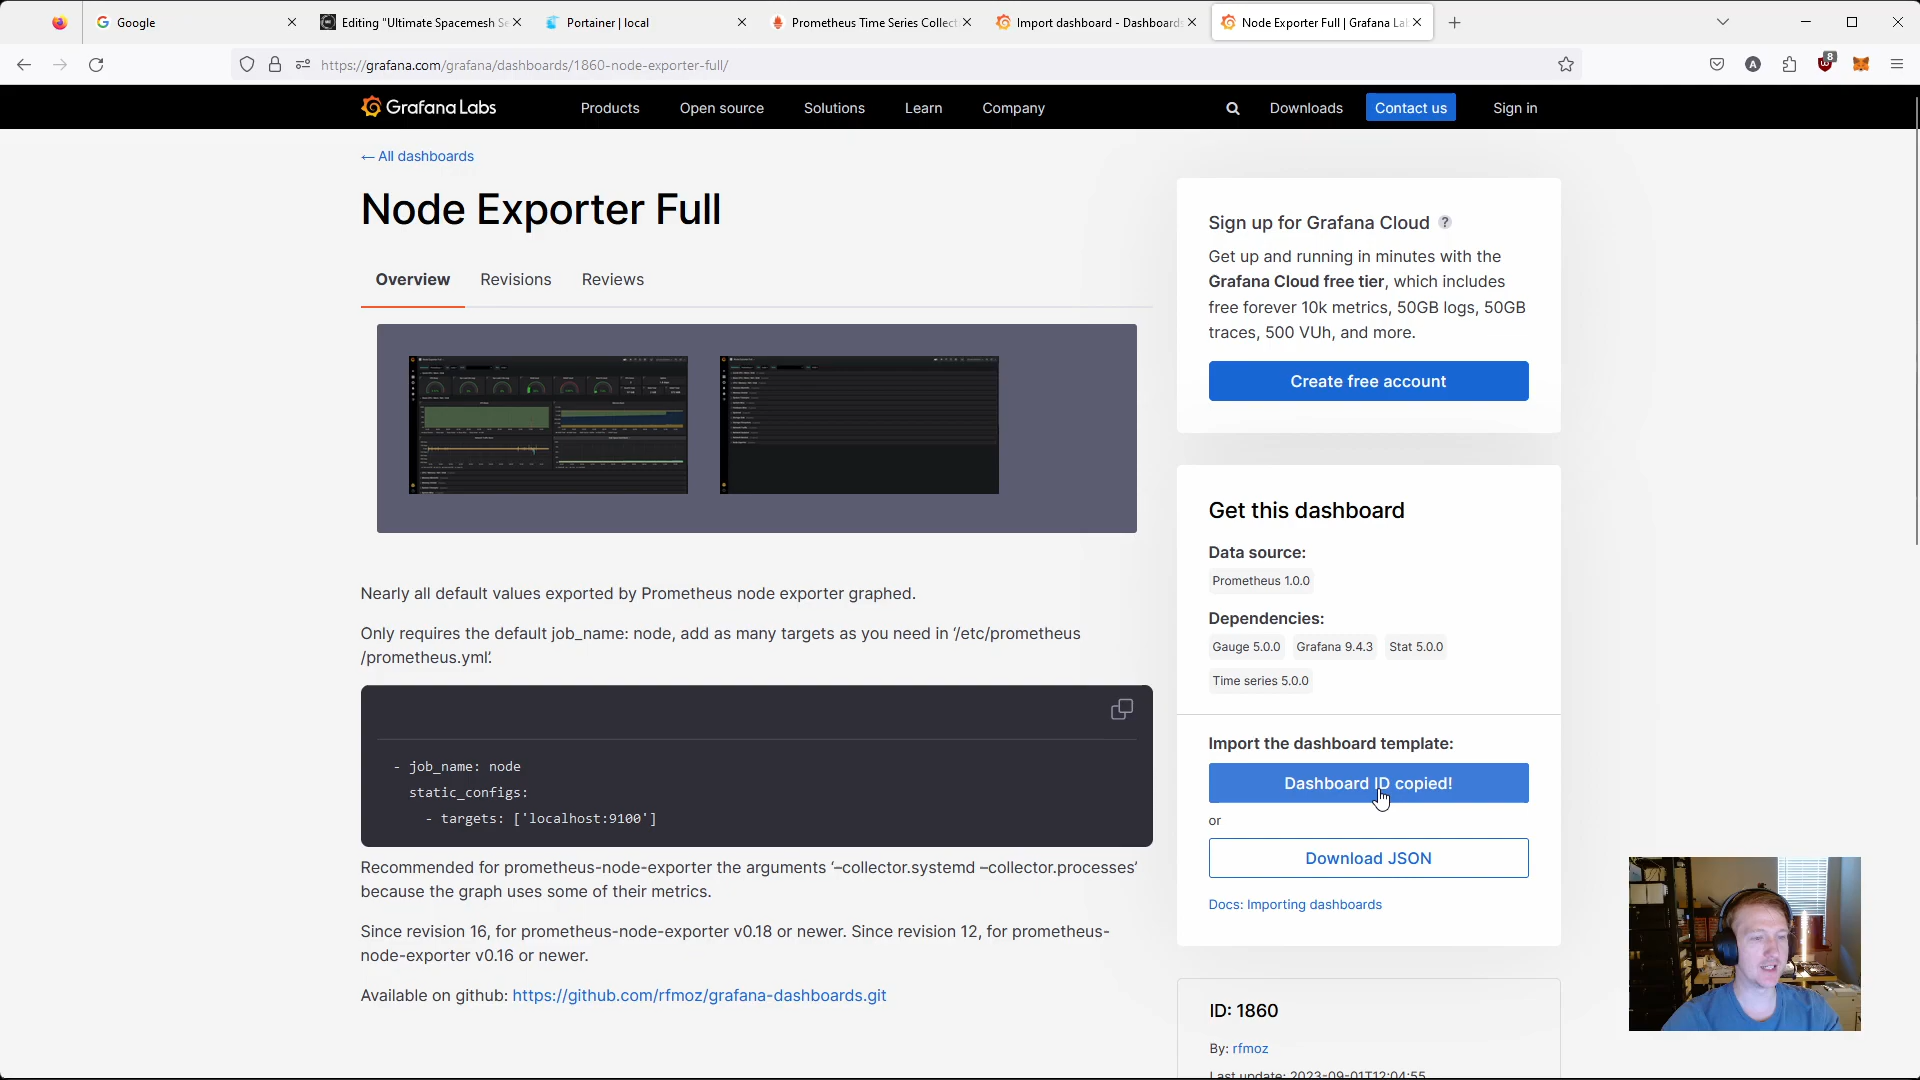 Google
Editing "Ultimate Spacemesh Se
Portainer | local
Prometheus Time Series Collect
Import dashboard - Dashboards
Node Exporter Full | Grafana La
https://grafana.com/grafana/dashboards/1860-node-exporter-full/
8
Grafana Labs
Products
Open source
Solutions
Learn
Company
Downloads
Contact us
Sign in
← All dashboards
Node Exporter Full
Overview
Revisions
Reviews
Nearly all default values exported by Prometheus node exporter graphed.
Only requires the default job_name: node, add as many targets as you need in ‘/etc/prometheus
/prometheus.yml’.
- job_name: node
static_configs:
- targets: ['localhost:9100']
Recommended for prometheus-node-exporter the arguments ‘–collector.systemd –collector.processes’
because the graph uses some of their metrics.
Since revision 16, for prometheus-node-exporter v0.18 or newer. Since revision 12, for prometheus-
node-exporter v0.16 or newer.
Available on github: https://github.com/rfmoz/grafana-dashboards.git
Sign up for Grafana Cloud ?
Get up and running in minutes with the
Grafana Cloud free tier, which includes
free forever 10k metrics, 50GB logs, 50GB
traces, 500 VUh, and more.
Create free account
Get this dashboard
Data source:
Prometheus 1.0.0
Dependencies:
Gauge 5.0.0
Grafana 9.4.3
Stat 5.0.0
Time series 5.0.0
Import the dashboard template:
Dashboard ID copied!
or
Download JSON
Docs: Importing dashboards
ID: 1860
By: rfmoz
Last update: 2023-09-01T12:04:55